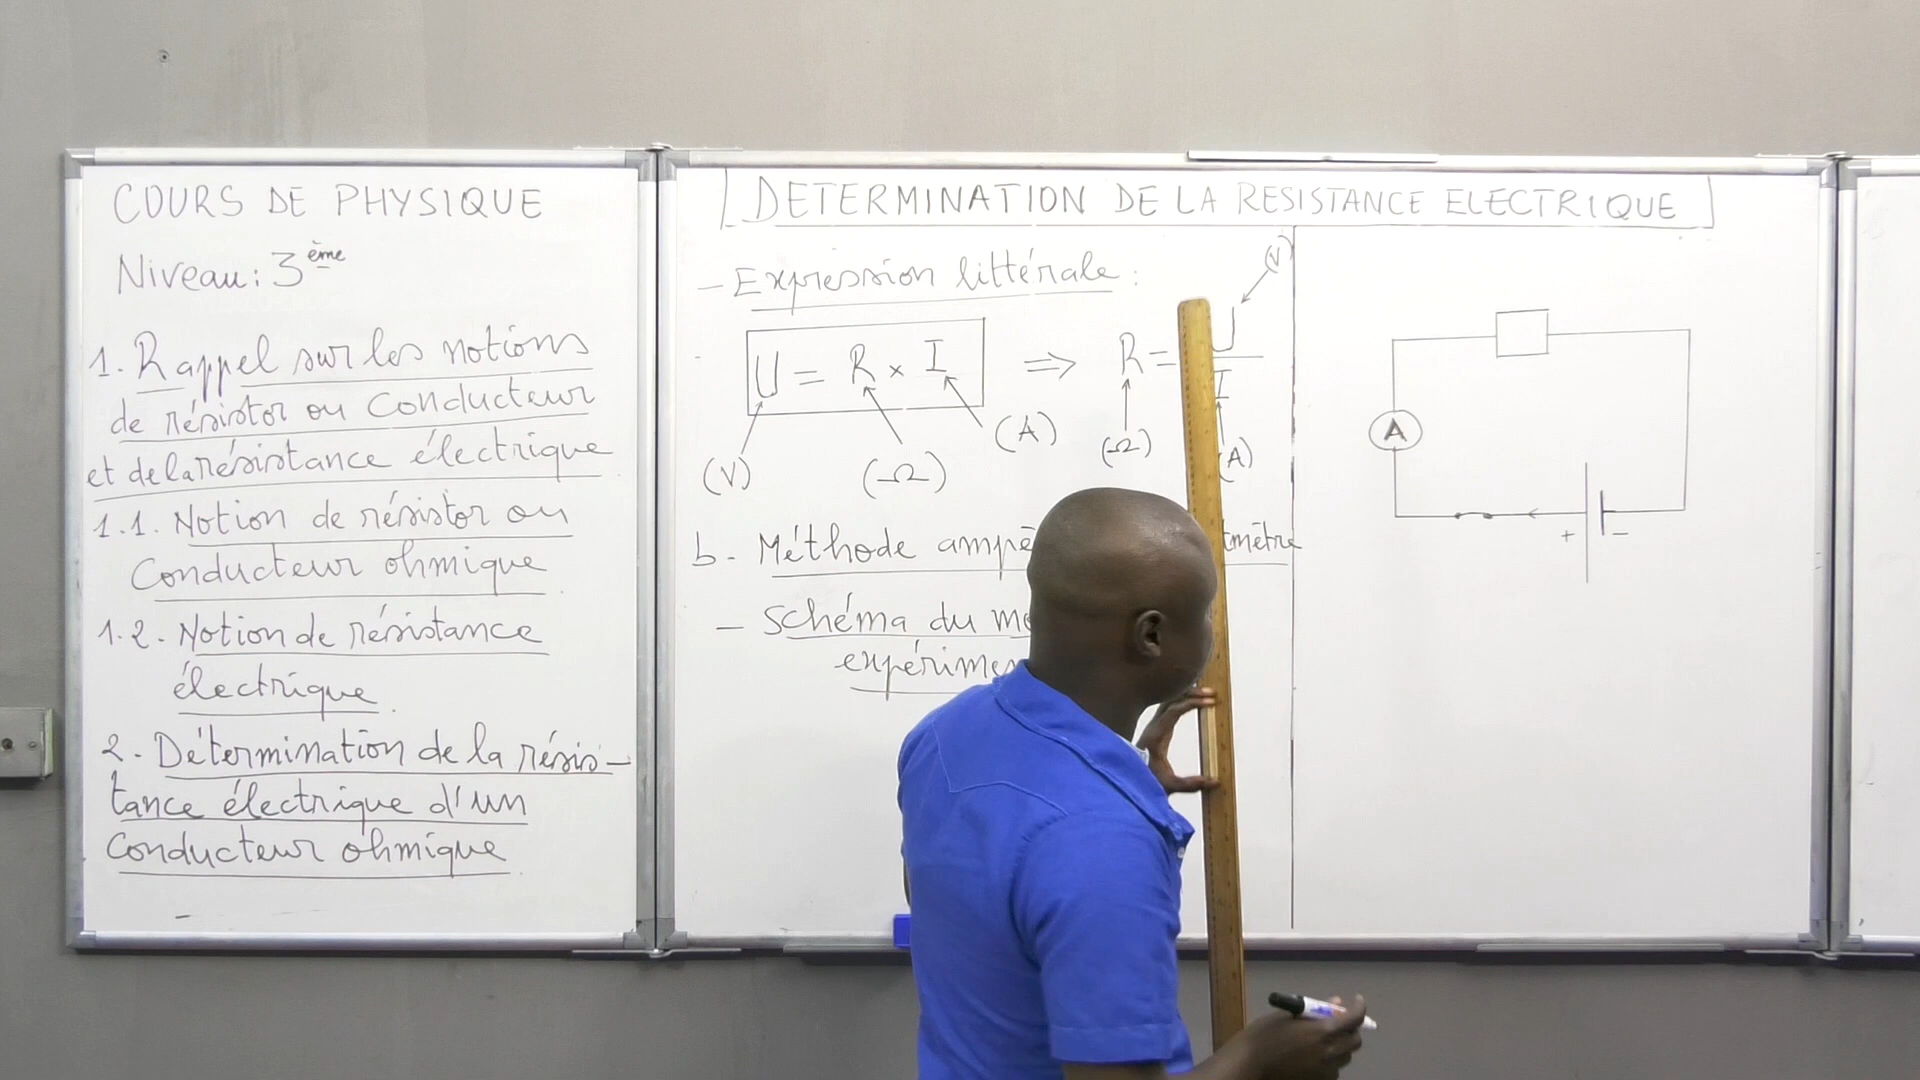 COURS DE PHYSIQUE
Niveau: 3ème
1. Rappel sur les notions
de résistor ou conducteur
et de la résistance électrique
1.1. Notion de résistor ou
conducteur ohmique
1.2. Notion de résistance
électrique.
2. Détermination de la résis-
tance électrique d'un
conducteur ohmique
DETERMINATION DE LA RESISTANCE ELECTRIQUE
- Expression littérale:
(V)
U = R × I ⇒ R = U
I
(A)
(Ω)
(A)
(V)
(Ω)
b - Méthode
- Schéma du
A
+ -